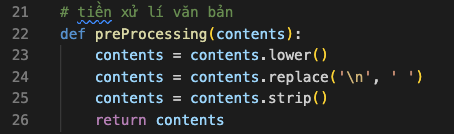 21 # tiền xử lí văn bản
22 def preProcessing(contents):
23 contents = contents.lower()
24 contents = contents.replace('\n', ' ')
25 contents = contents.strip()
26 return contents